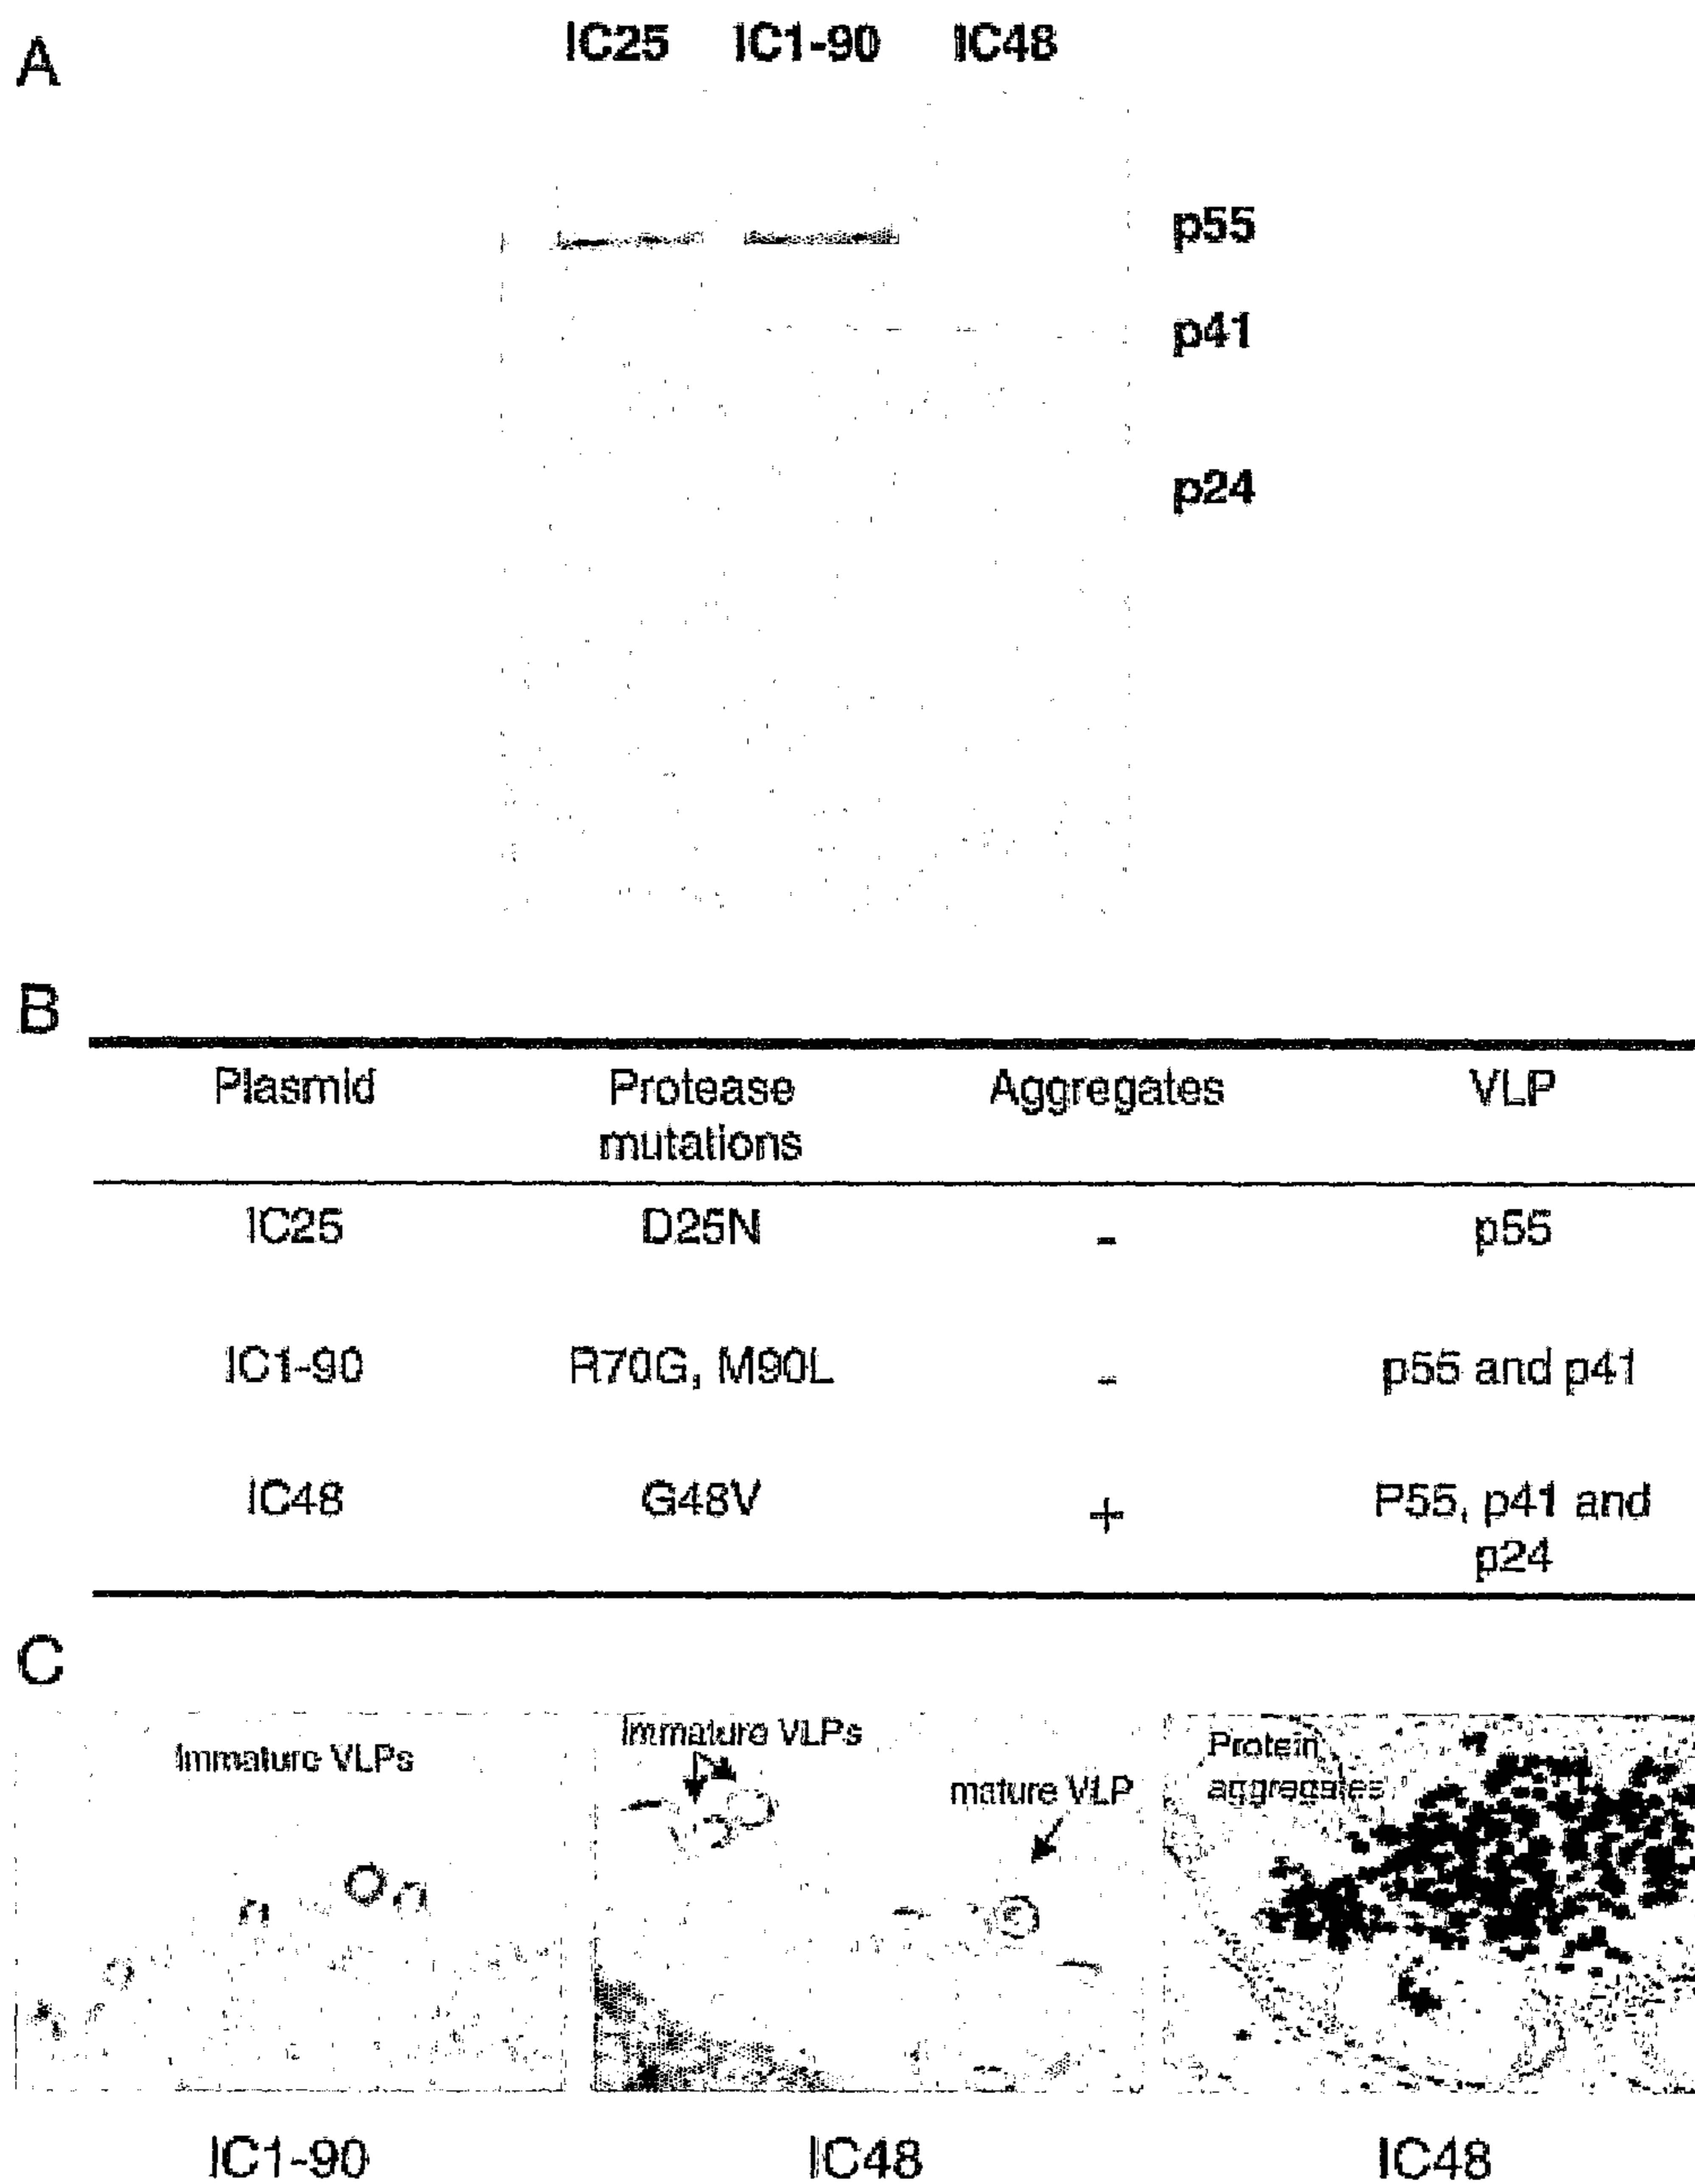 A
IC25 IC1-90 IC48
p55
p41
p24
B
Plasmid Protease mutations Aggregates VLP
IC25 D25N - p55
IC1-90 R70G, M90L - p55 and p41
IC48 G48V + P55, p41 and p24
C
Immature VLPs
Immature VLPs
mature VLP
Protein
aggregates
IC1-90 IC48 IC48